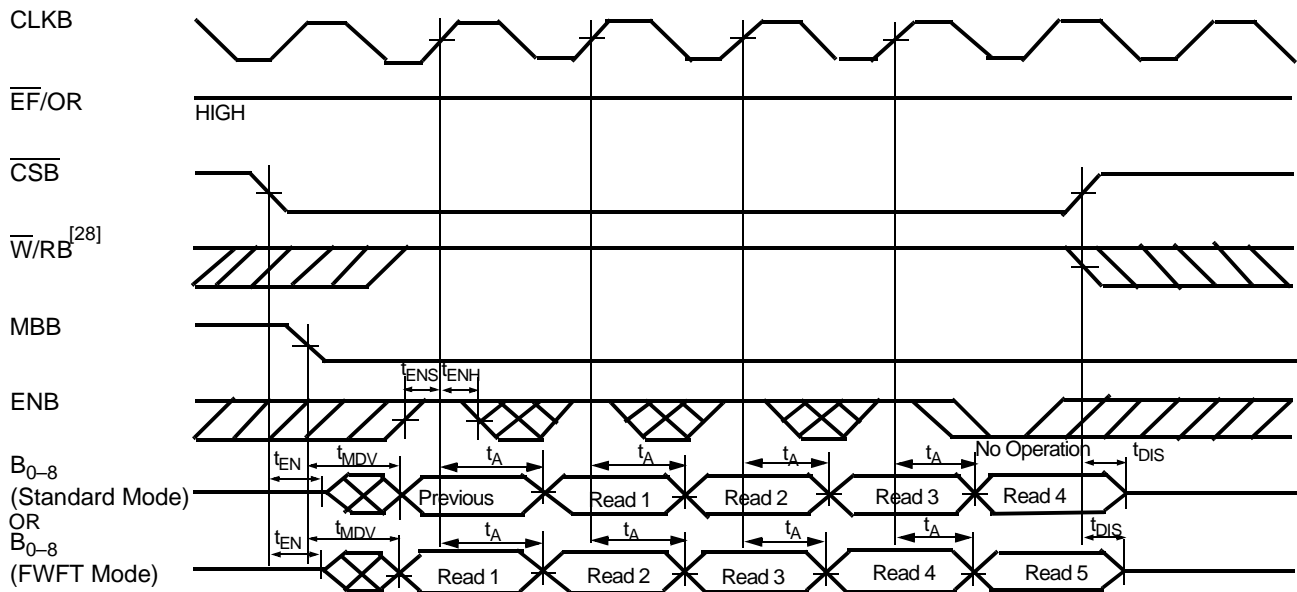 CLKB
EF/OR
HIGH
CSB
W/RB[28]
MBB
tENS tENH
ENB
No Operation
tEN tMDV tA tA tA tA tDIS
B0–8
(Standard Mode)
Previous Read 1 Read 2 Read 3 Read 4
OR
tEN tMDV tA tA tA tA tDIS
B0–8
(FWFT Mode)
Read 1 Read 2 Read 3 Read 4 Read 5